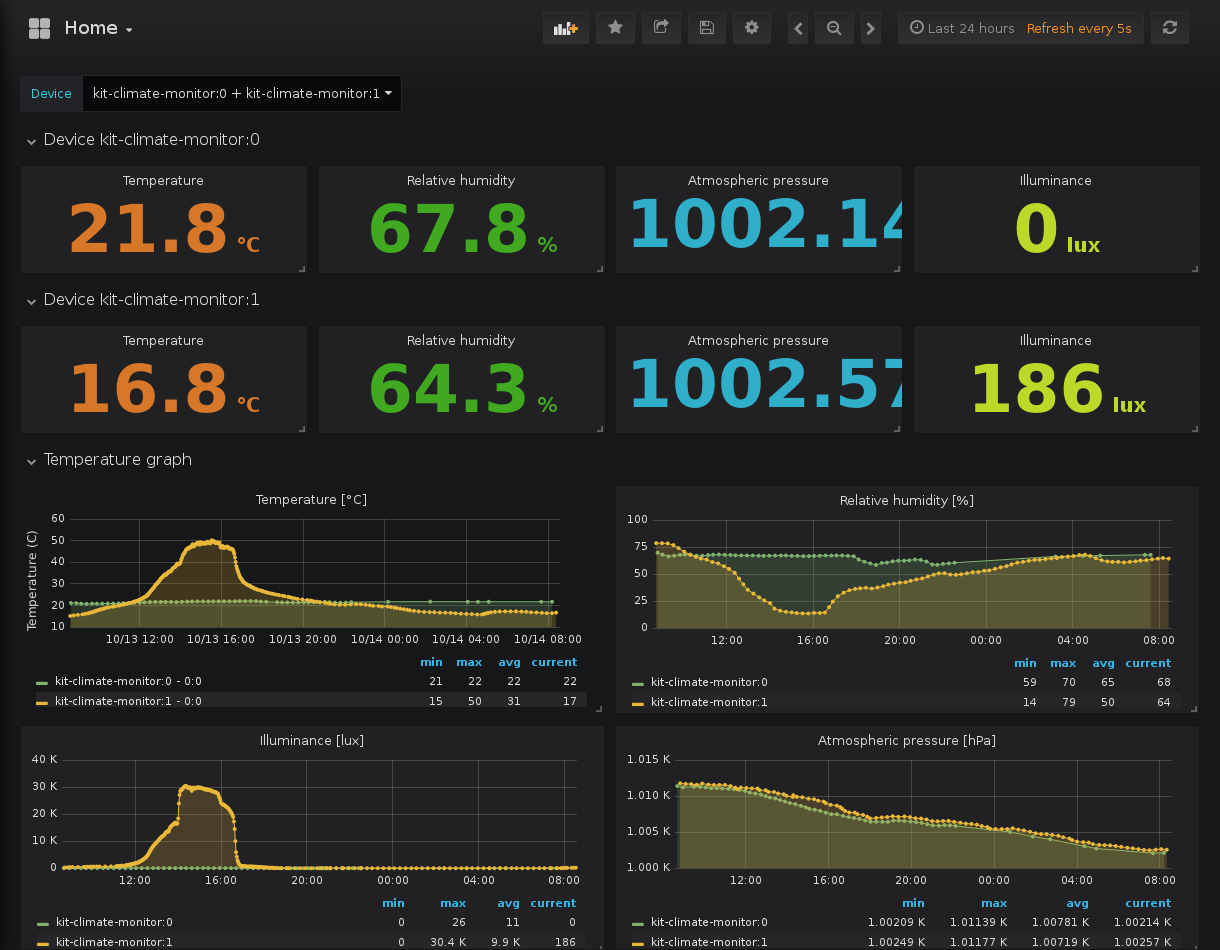 Home
Last 24 hours Refresh every 5s
Device kit-climate-monitor:0 + kit-climate-monitor:1
Device kit-climate-monitor:0
Temperature Relative humidity Atmospheric pressure Illuminance
21.8 °C 67.8 % 1002.14 0 lux
Device kit-climate-monitor:1
Temperature Relative humidity Atmospheric pressure Illuminance
16.8 °C 64.3 % 1002.57 186 lux
Temperature graph
Temperature [°C]
Temperature (C)
60
50
40
30
20
10
10/13 12:00 10/13 16:00 10/13 20:00 10/14 00:00 10/14 04:00 10/14 08:00
min max avg current
kit-climate-monitor:0 - 0:0 21 22 22 22
kit-climate-monitor:1 - 0:0 15 50 31 17
Relative humidity [%]
100
75
50
25
0
12:00 16:00 20:00 00:00 04:00 08:00
min max avg current
kit-climate-monitor:0 59 70 65 68
kit-climate-monitor:1 14 79 50 64
Illuminance [lux]
40 K
30 K
20 K
10 K
0
12:00 16:00 20:00 00:00 04:00 08:00
min max avg current
kit-climate-monitor:0 0 26 11 0
kit-climate-monitor:1 0 30.4 K 9.9 K 186
Atmospheric pressure [hPa]
1.015 K
1.010 K
1.005 K
1.000 K
12:00 16:00 20:00 00:00 04:00 08:00
min max avg current
kit-climate-monitor:0 1.00209 K 1.01139 K 1.00781 K 1.00214 K
kit-climate-monitor:1 1.00249 K 1.01177 K 1.00719 K 1.00257 K